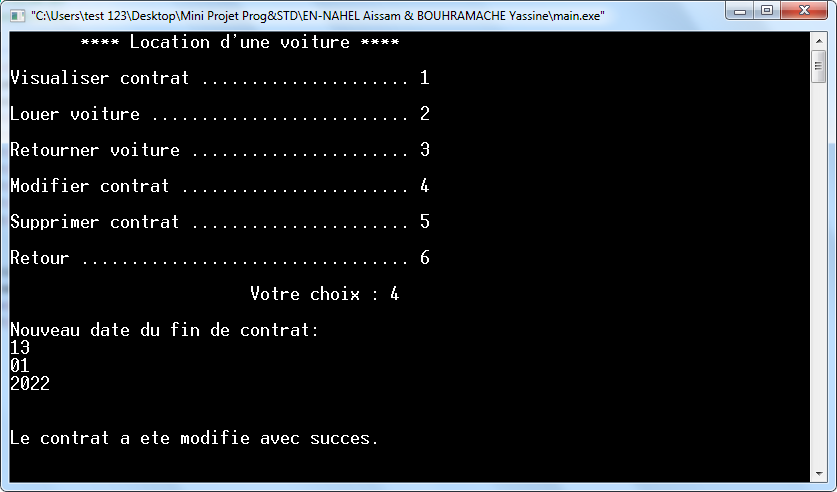 "C:\Users\test 123\Desktop\Mini Projet Prog&STD\EN-NAHEL Aissam & BOUHRAMACHE Yassine\main.exe"
**** Location d'une voiture ****
Visualiser contrat ..................... 1
Louer voiture .......................... 2
Retourner voiture ...................... 3
Modifier contrat ....................... 4
Supprimer contrat ...................... 5
Retour ................................. 6
Votre choix : 4
Nouveau date du fin de contrat:
13
01
2022
Le contrat a ete modifie avec succes.